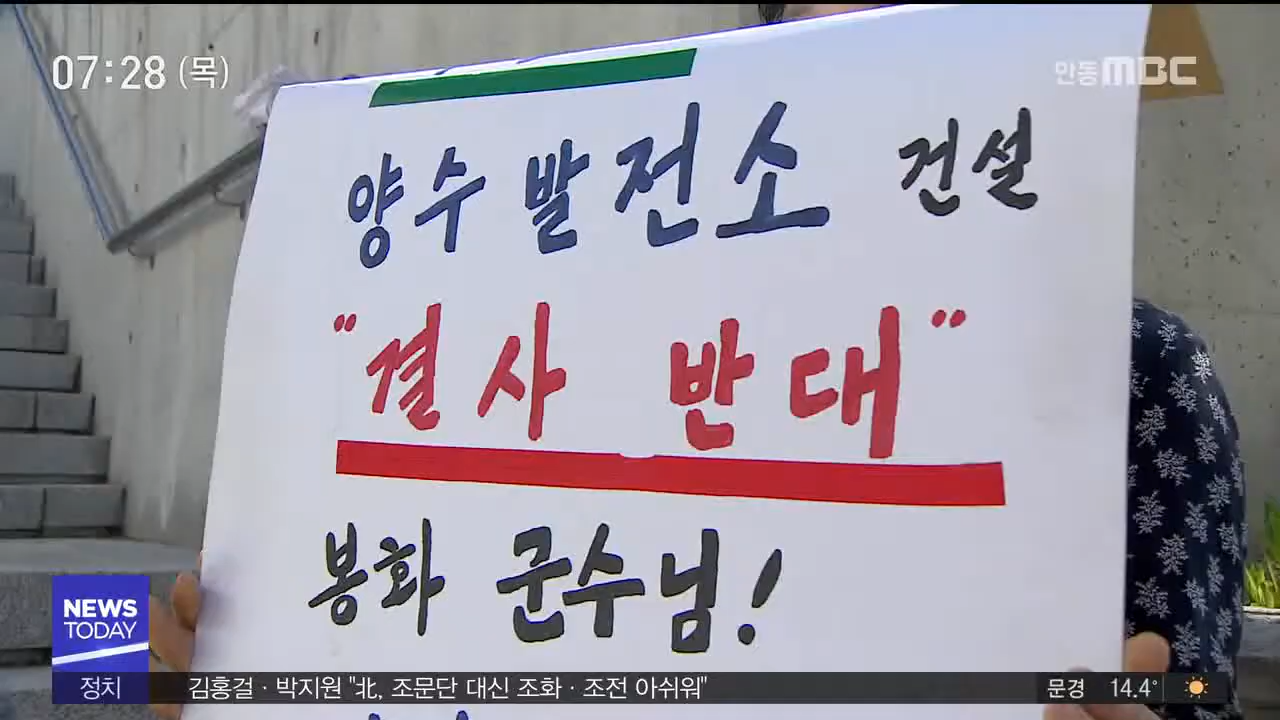 07:28 (목)
안동MBC
양수 발전소 건설
"결사 반대"
봉화 군수님!
NEWS
TODAY
정치
김홍걸·박지원 "北, 조문단 대신 조화·조전 아쉬워"
문경 14.4°